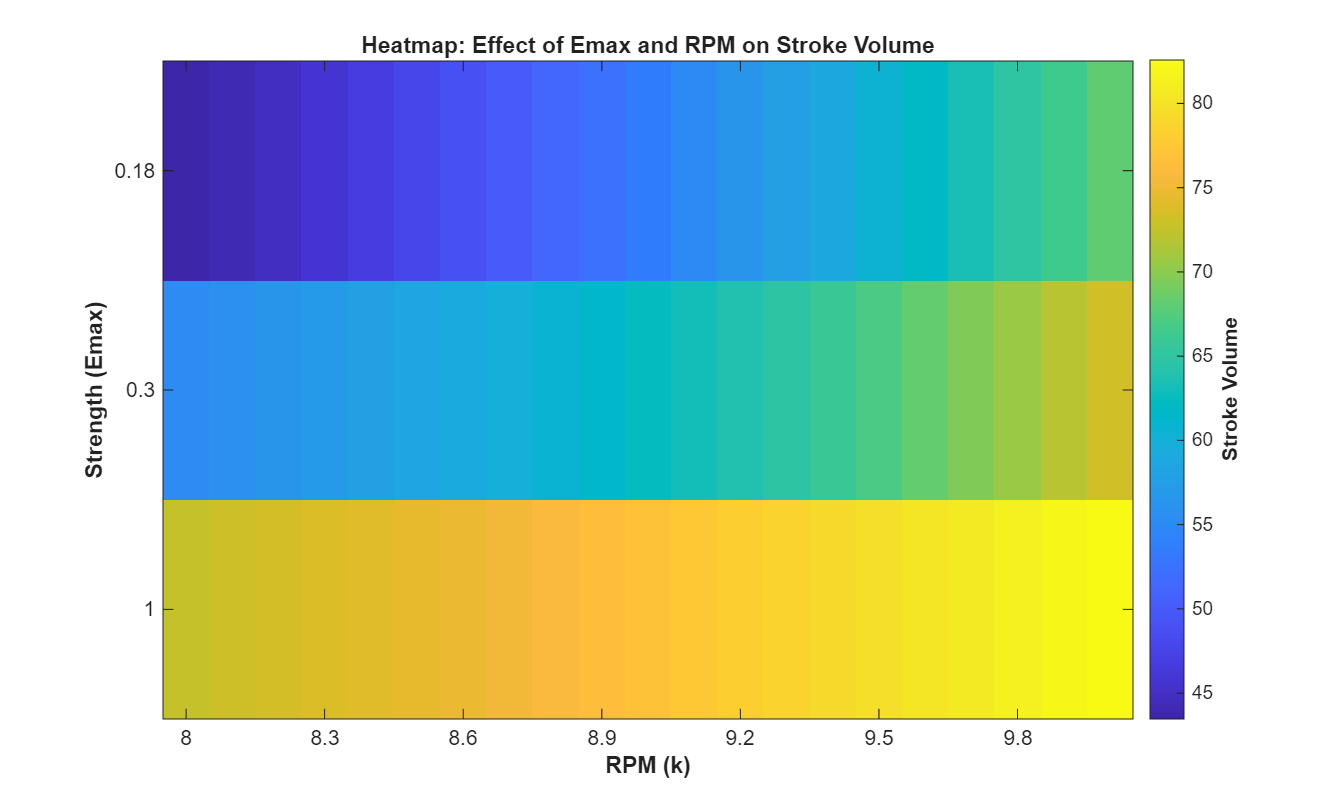 Heatmap: Effect of Emax and RPM on Stroke Volume
Strength (Emax)
0.18
0.3
1
8 8.3 8.6 8.9 9.2 9.5 9.8
RPM (k)
80
75
70
65
60
55
50
45
Stroke Volume